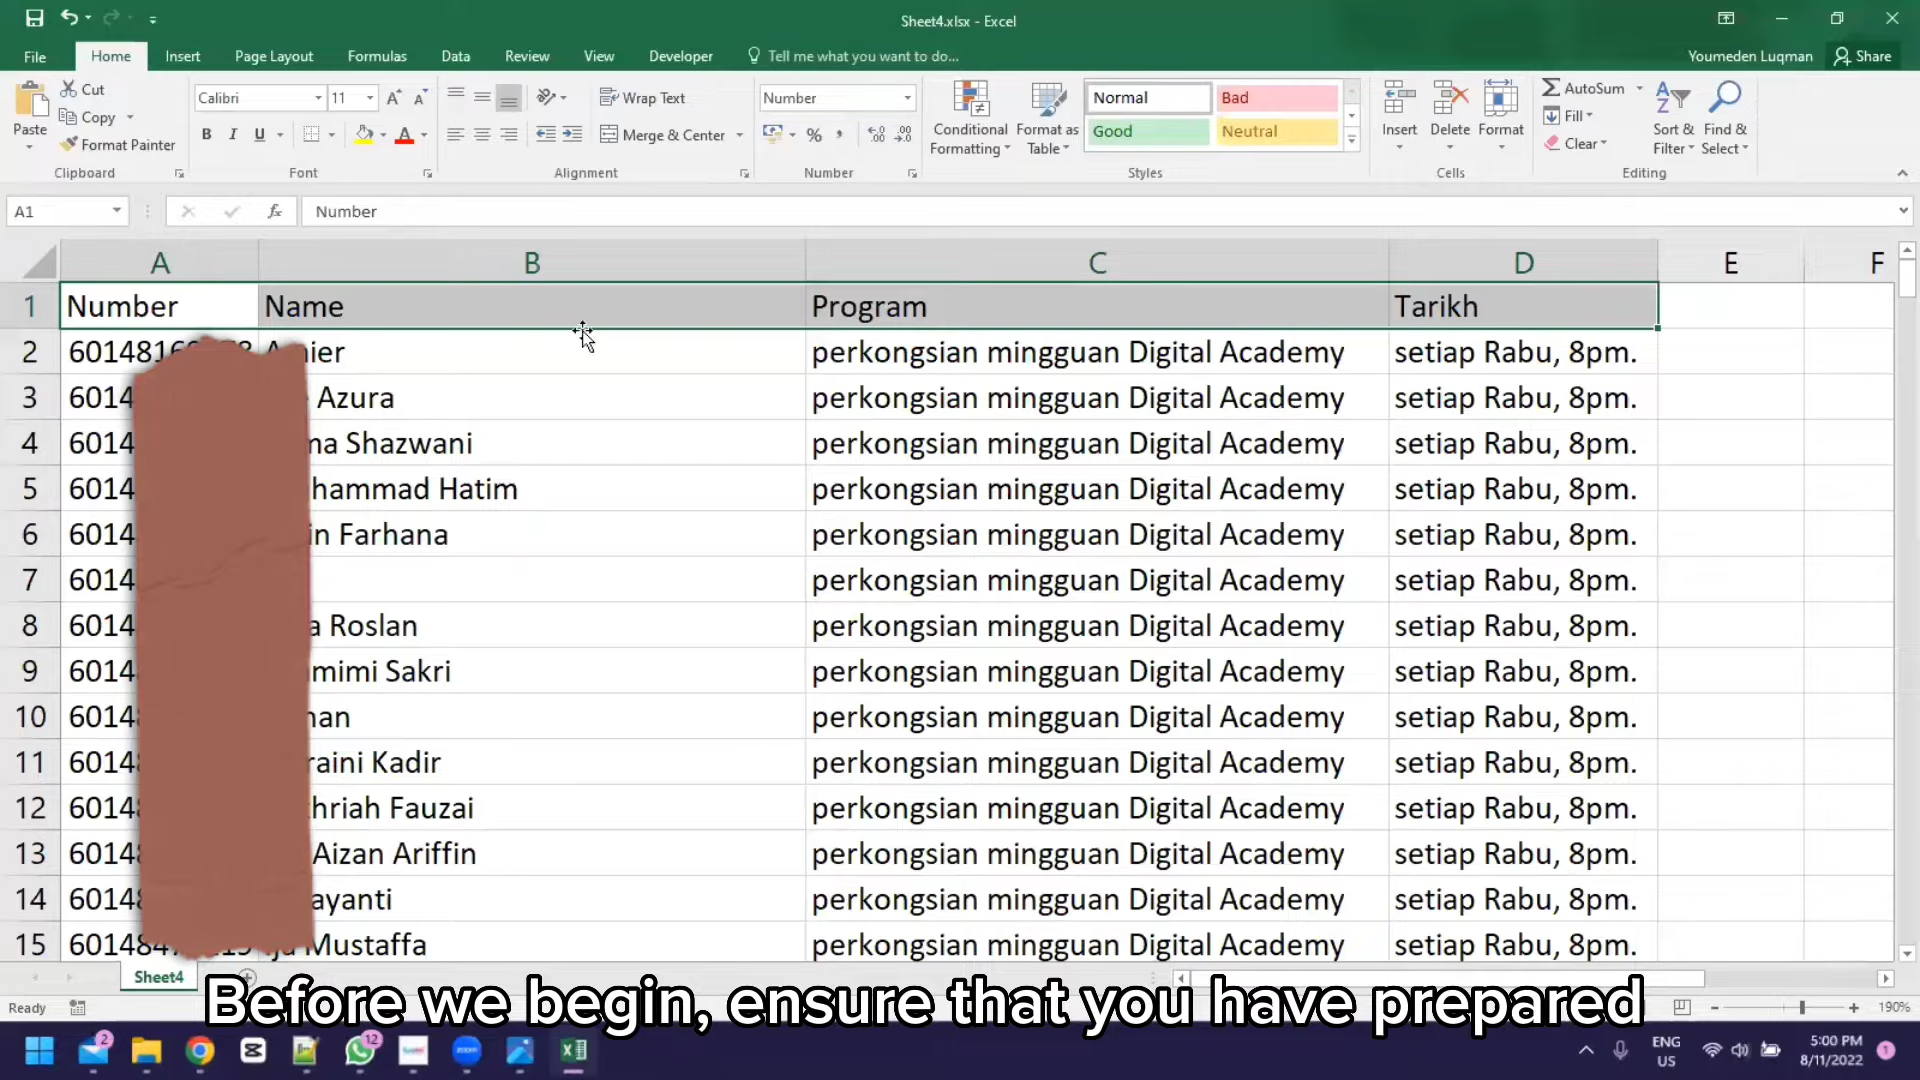 Sheet4.xlsx - Excel
File Home Insert Page Layout Formulas Data Review View Developer Tell me what you want to do... Youmeden Luqman Share
Paste Cut Copy Format Painter Clipboard
Calibri 11 A A B I U A Font
Wrap Text Merge & Center Alignment
Number % , Number
Conditional Formatting Format as Table Normal Bad Good Neutral Styles
Insert Delete Format Cells
AutoSum Fill Clear Sort & Filter Find & Select Editing
A1 fx Number
A B C D E F
1 Number Name Program Tarikh
2 perkongsian mingguan Digital Academy setiap Rabu, 8pm.
3 6014 Azura perkongsian mingguan Digital Academy setiap Rabu, 8pm.
4 6014 Shazwani perkongsian mingguan Digital Academy setiap Rabu, 8pm.
5 6014 Hatim perkongsian mingguan Digital Academy setiap Rabu, 8pm.
6 6014 Farhana perkongsian mingguan Digital Academy setiap Rabu, 8pm.
7 6014 perkongsian mingguan Digital Academy setiap Rabu, 8pm.
8 6014 Roslan perkongsian mingguan Digital Academy setiap Rabu, 8pm.
9 6014 Sakri perkongsian mingguan Digital Academy setiap Rabu, 8pm.
10 6014 perkongsian mingguan Digital Academy setiap Rabu, 8pm.
11 6014 Kadir perkongsian mingguan Digital Academy setiap Rabu, 8pm.
12 6014 Fauzai perkongsian mingguan Digital Academy setiap Rabu, 8pm.
13 6014 Aizan Ariffin perkongsian mingguan Digital Academy setiap Rabu, 8pm.
14 6014 perkongsian mingguan Digital Academy setiap Rabu, 8pm.
15 Mustaffa perkongsian mingguan Digital Academy setiap Rabu, 8pm.
Sheet4
Before we begin, ensure that you have prepared
Ready 190%
2 12 zoom ENG US 5:00 PM 8/11/2022 1